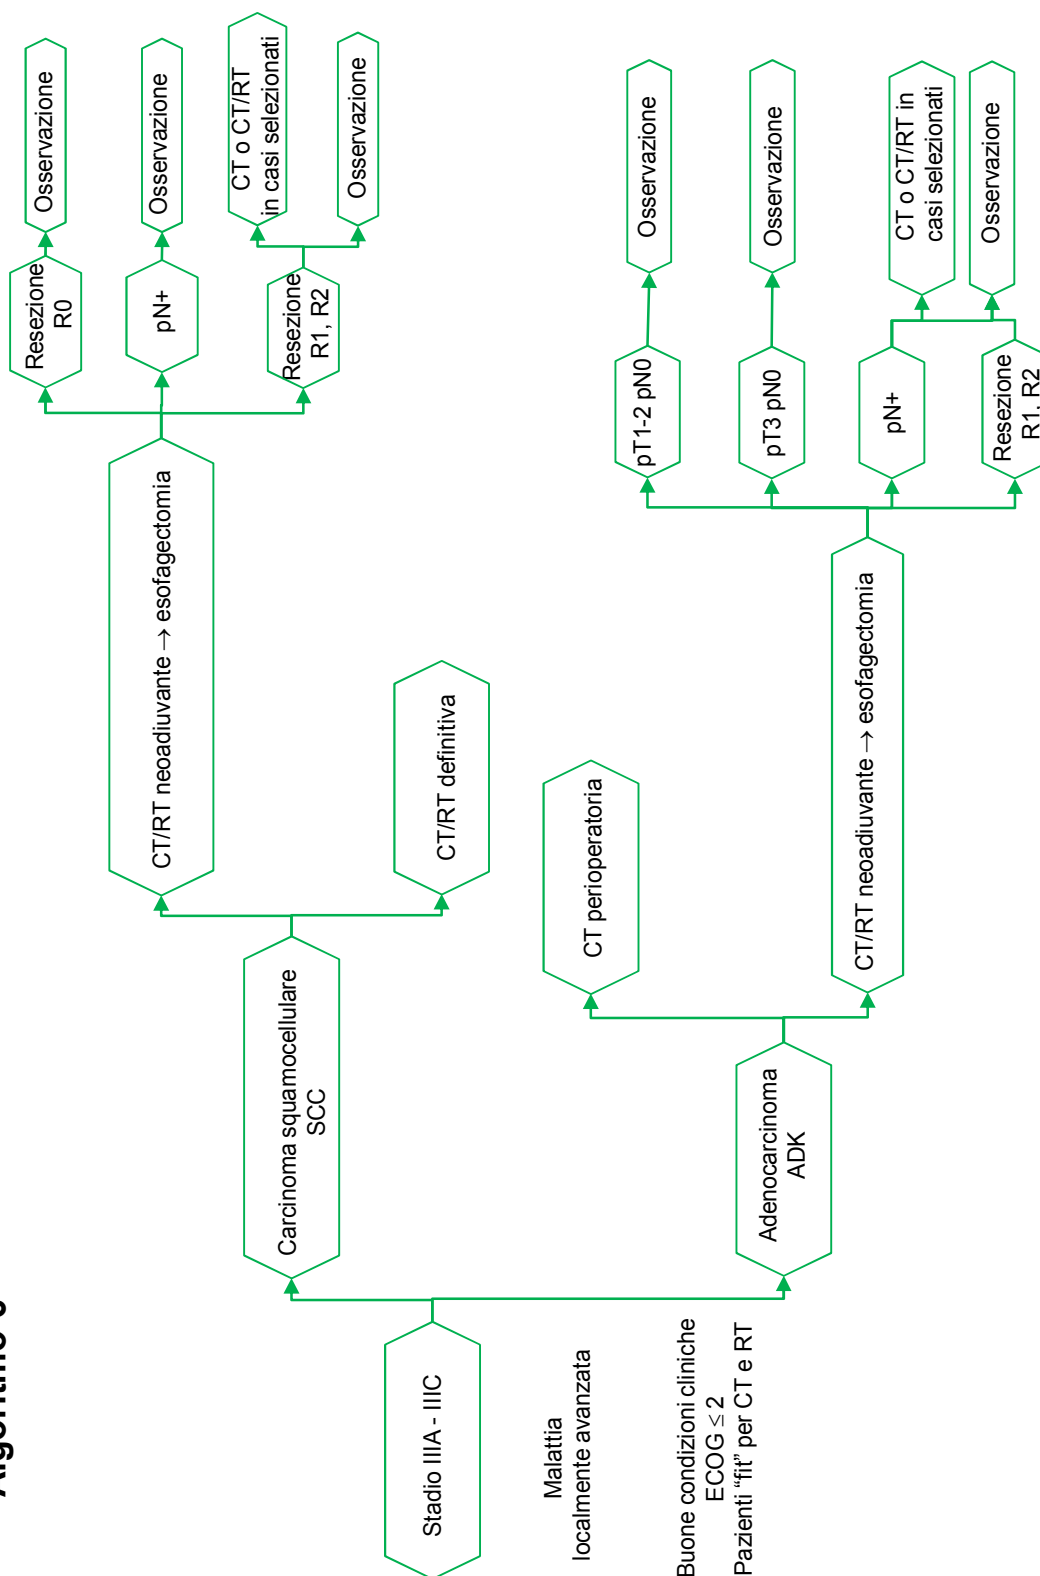 Algoritmo
Stadio IIIA - IIIC
Malattia
localmente avanzata
Buone condizioni cliniche
ECOG ≤ 2
Pazienti “fit” per CT e RT
Carcinoma squamocellulare
SCC
CT/RT neoadiuvante → esofagectomia
Resezione
R0
Osservazione
pN+
Osservazione
Resezione
R1, R2
CT o CT/RT
in casi selezionati
Osservazione
CT/RT definitiva
Adenocarcinoma
ADK
CT perioperatoria
CT/RT neoadiuvante → esofagectomia
pT1-2 pN0
Osservazione
pT3 pN0
Osservazione
pN+
CT o CT/RT in
casi selezionati
Resezione
R1, R2
Osservazione